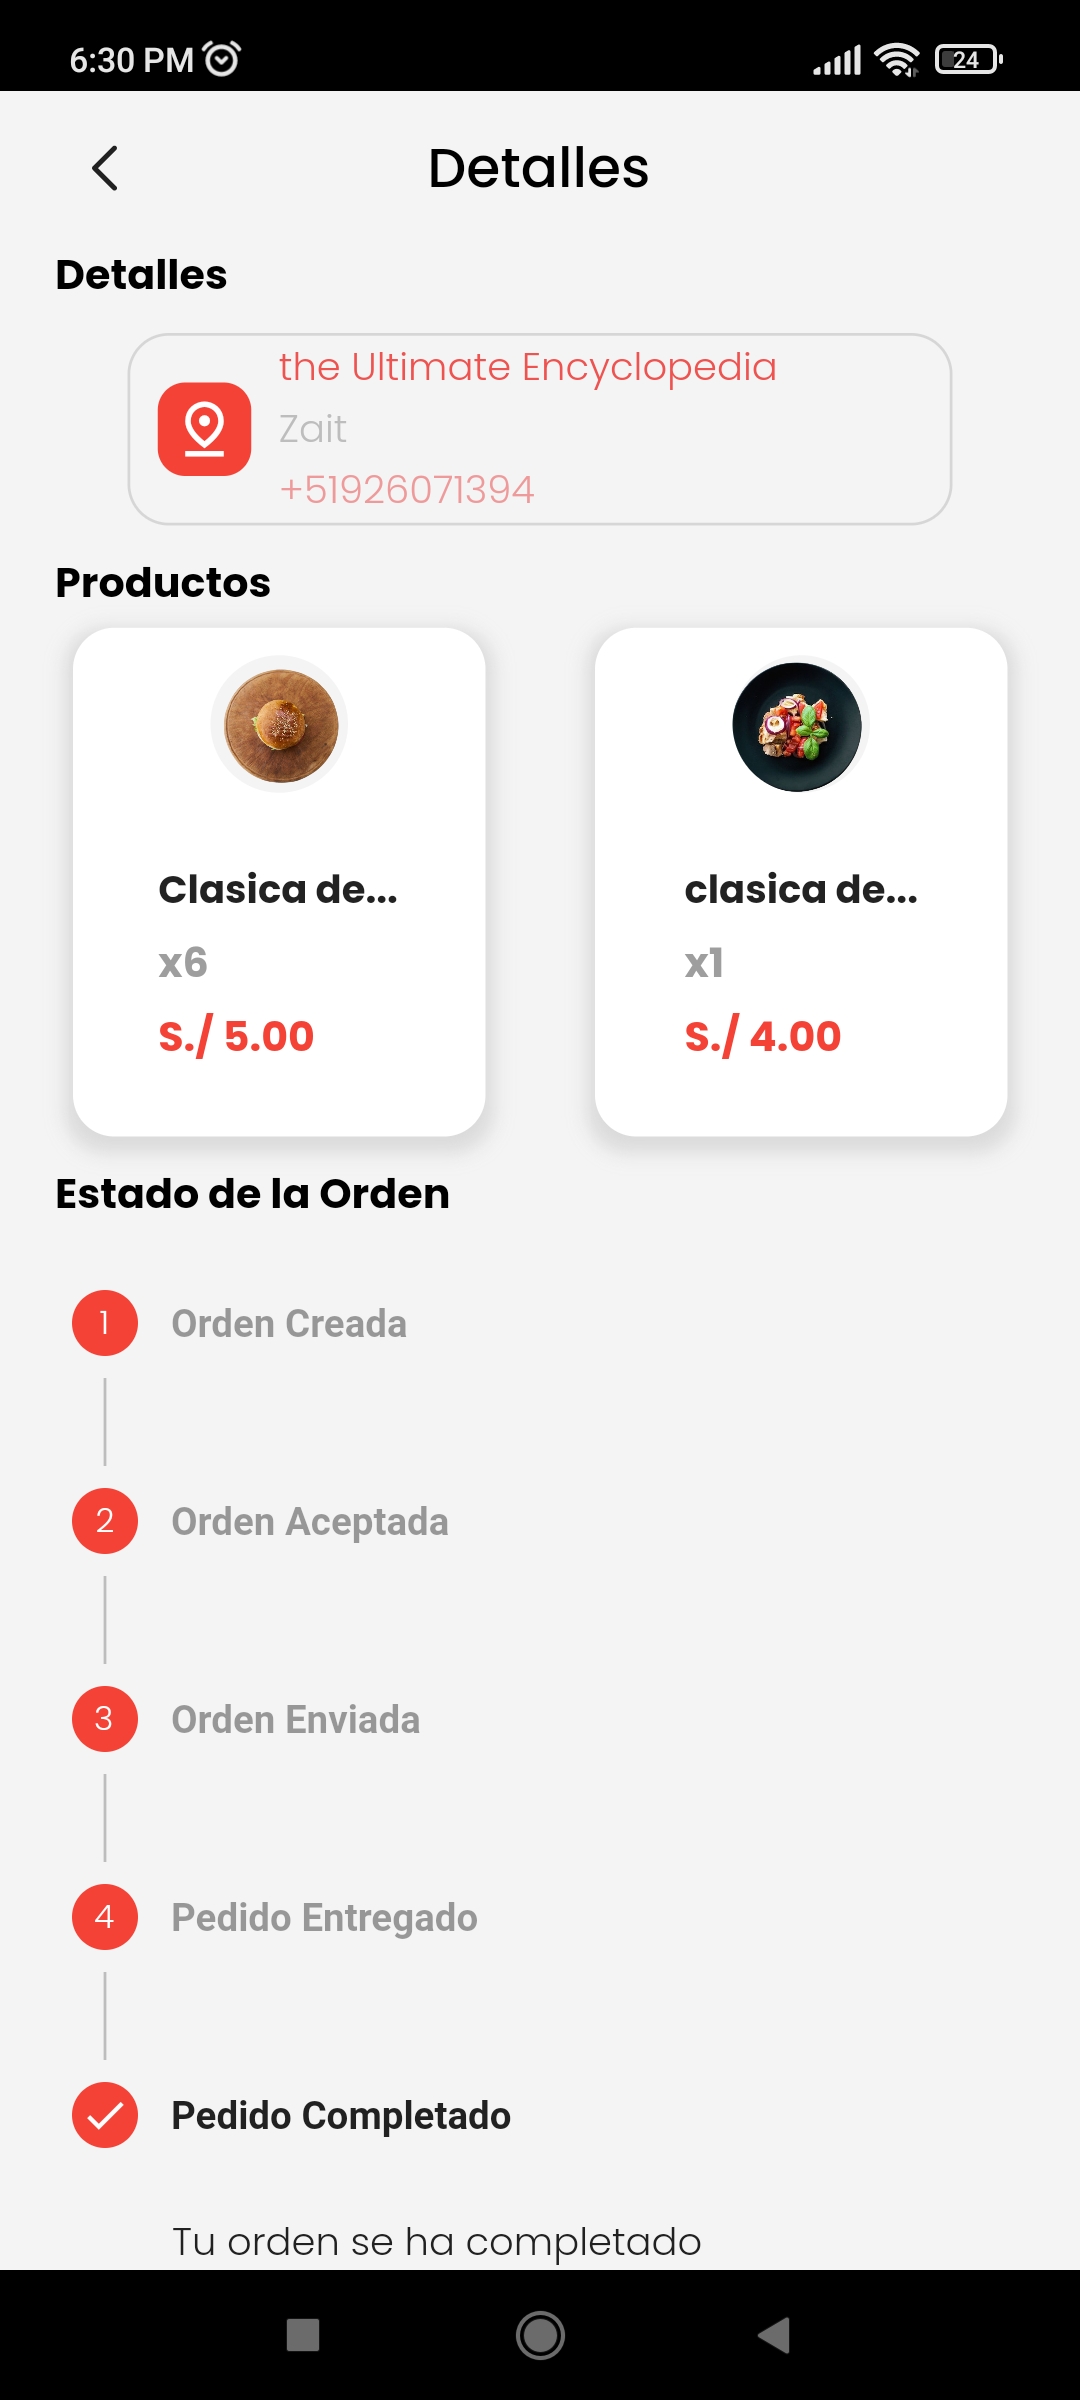 6:30 PM
24
Detalles
Detalles
the Ultimate Encyclopedia
Zait
+51926071394
Productos
Clasica de...
x6
S./ 5.00
clasica de...
x1
S./ 4.00
Estado de la Orden
1 Orden Creada
2 Orden Aceptada
3 Orden Enviada
4 Pedido Entregado
Pedido Completado
Tu orden se ha completado